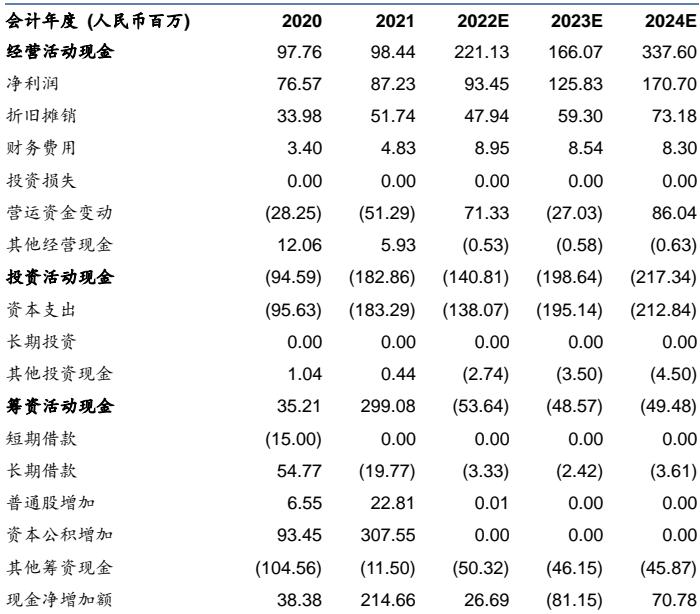 会计年度 (人民币百万) 2020 2021 2022E 2023E 2024E
经营活动现金 97.76 98.44 221.13 166.07 337.60
净利润 76.57 87.23 93.45 125.83 170.70
折旧摊销 33.98 51.74 47.94 59.30 73.18
财务费用 3.40 4.83 8.95 8.54 8.30
投资损失 0.00 0.00 0.00 0.00 0.00
营运资金变动 (28.25) (51.29) 71.33 (27.03) 86.04
其他经营现金 12.06 5.93 (0.53) (0.58) (0.63)
投资活动现金 (94.59) (182.86) (140.81) (198.64) (217.34)
资本支出 (95.63) (183.29) (138.07) (195.14) (212.84)
长期投资 0.00 0.00 0.00 0.00 0.00
其他投资现金 1.04 0.44 (2.74) (3.50) (4.50)
筹资活动现金 35.21 299.08 (53.64) (48.57) (49.48)
短期借款 (15.00) 0.00 0.00 0.00 0.00
长期借款 54.77 (19.77) (3.33) (2.42) (3.61)
普通股增加 6.55 22.81 0.01 0.00 0.00
资本公积增加 93.45 307.55 0.00 0.00 0.00
其他筹资现金 (104.56) (11.50) (50.32) (46.15) (45.87)
现金净增加额 38.38 214.66 26.69 (81.15) 70.78